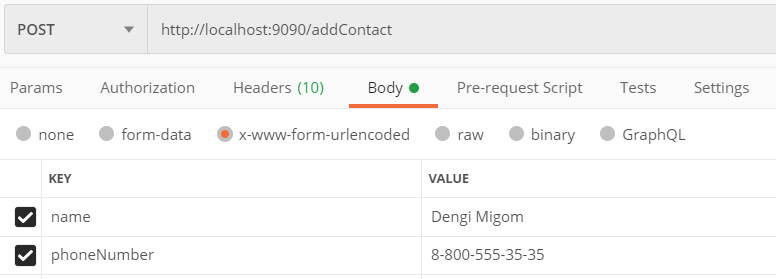 POST http://localhost:9090/addContact
Params Authorization Headers (10) Body Pre-request Script Tests Settings
none form-data x-www-form-urlencoded raw binary GraphQL
KEY VALUE
name Dengi Migom
phoneNumber 8-800-555-35-35